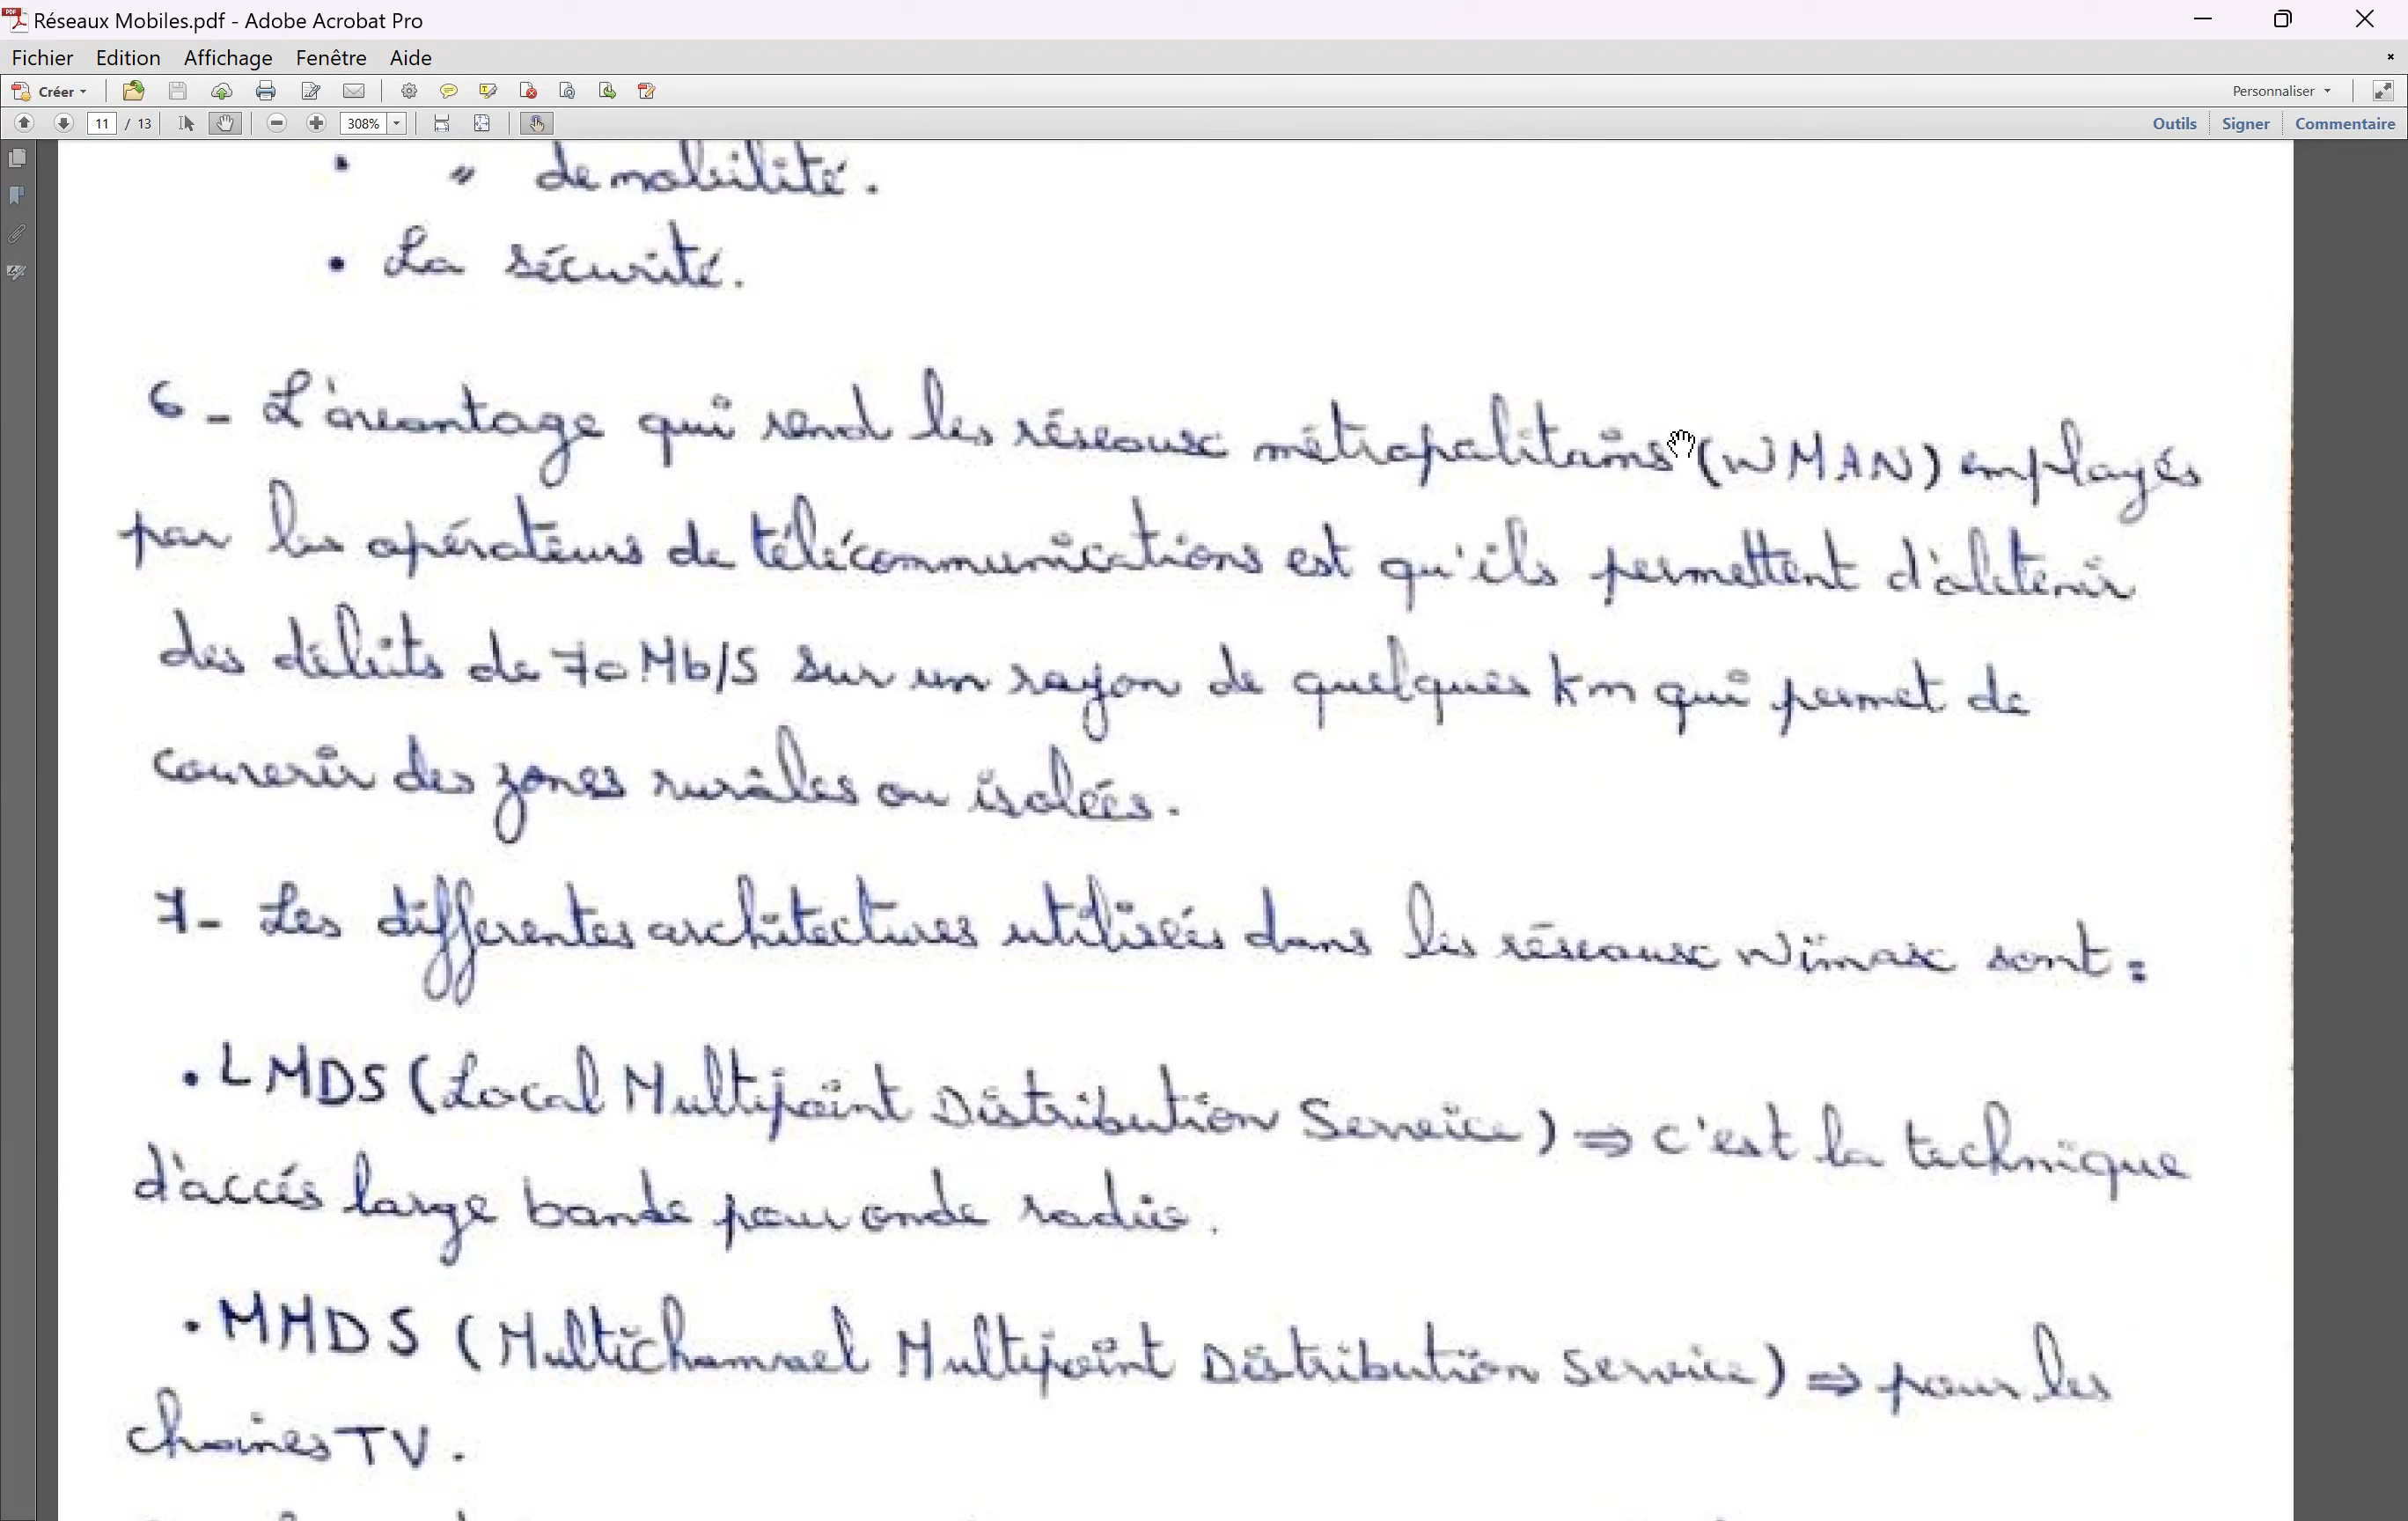 Réseaux Mobiles.pdf - Adobe Acrobat Pro
Fichier Edition Affichage Fenêtre Aide
Créer Personnaliser
11 / 13 308% Outils Signer Commentaire
• " de mobilité.
• La sécurité.
6 - L'avantage qui rend les réseaux métropolitains (WMAN) employés
par les opérateurs de télécommunications est qu'ils permettent d'obtenir
des débits de 70 Mb/S sur un rayon de quelques km qui permet de
couvrir des zones rurales ou isolées.
7- Les differentes architectures utilisées dans les réseaux Wimax sont :
• LMDS (Local Multipoint Distribution Service) ⇒ c'est la technique
d'accés large bande pour onde radio.
• MMDS (Multichannael Multipoint Distribution Service) ⇒ pour les
chaines TV.